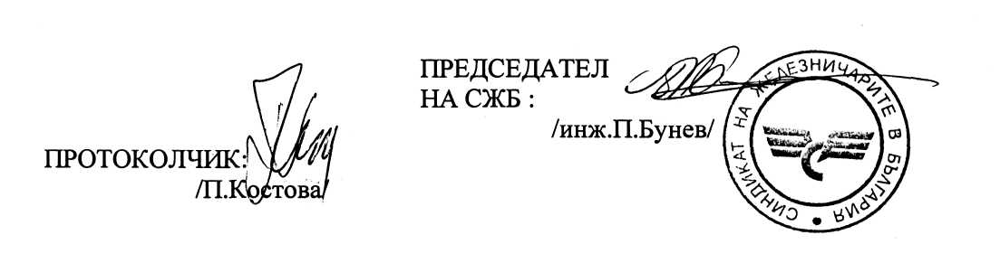 ПРЕДСЕДАТЕЛ
НА СЖБ :
/инж.П.Бунев/
ПРОТОКОЛЧИК:
/П.Костова/
СИНДИКАТ НА ЖЕЛЕЗНИЧАРИТЕ В БЪЛГАРИЯ